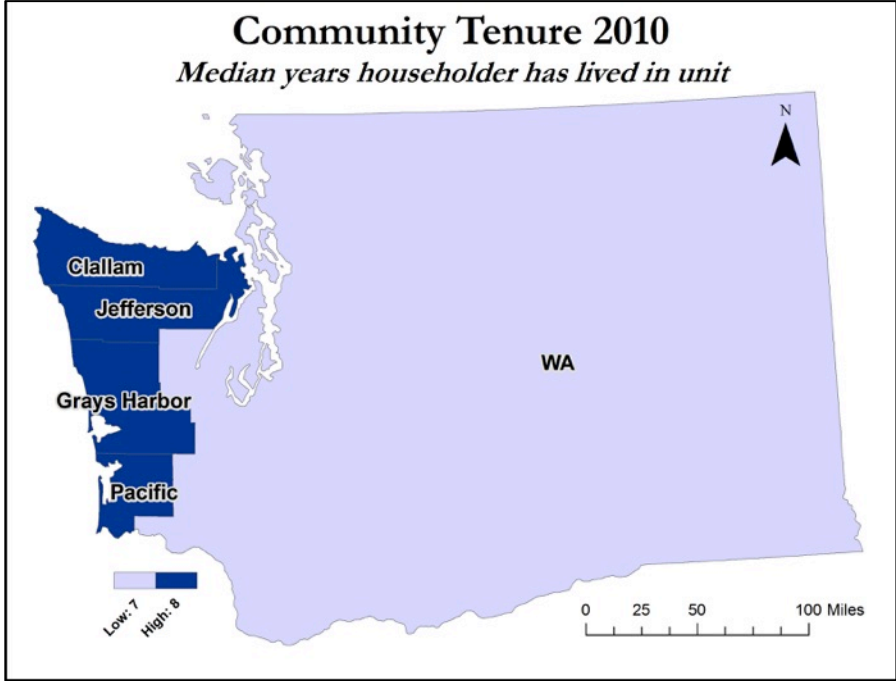 Community Tenure 2010
Median years householder has lived in unit
N
Clallam
Jefferson
WA
Grays Harbor
Pacific
Low: 7
High: 8
0 25 50 100 Miles